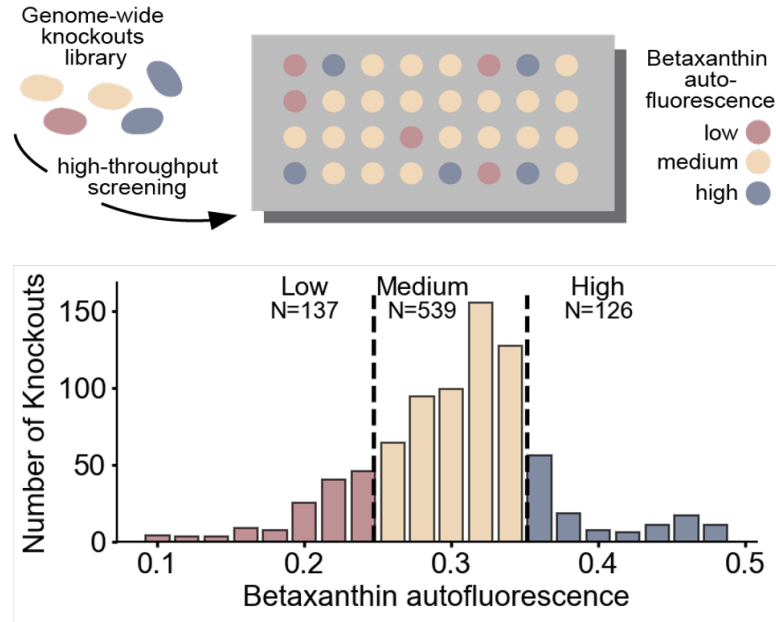 Genome-wide
knockouts
library
high-throughput
screening
Betaxanthin
auto-
fluorescence
low
medium
high
Low
N=137
Medium
N=539
High
N=126
Number of Knockouts
150
100
50
0
0.1
0.2
0.3
0.4
0.5
Betaxanthin autofluorescence